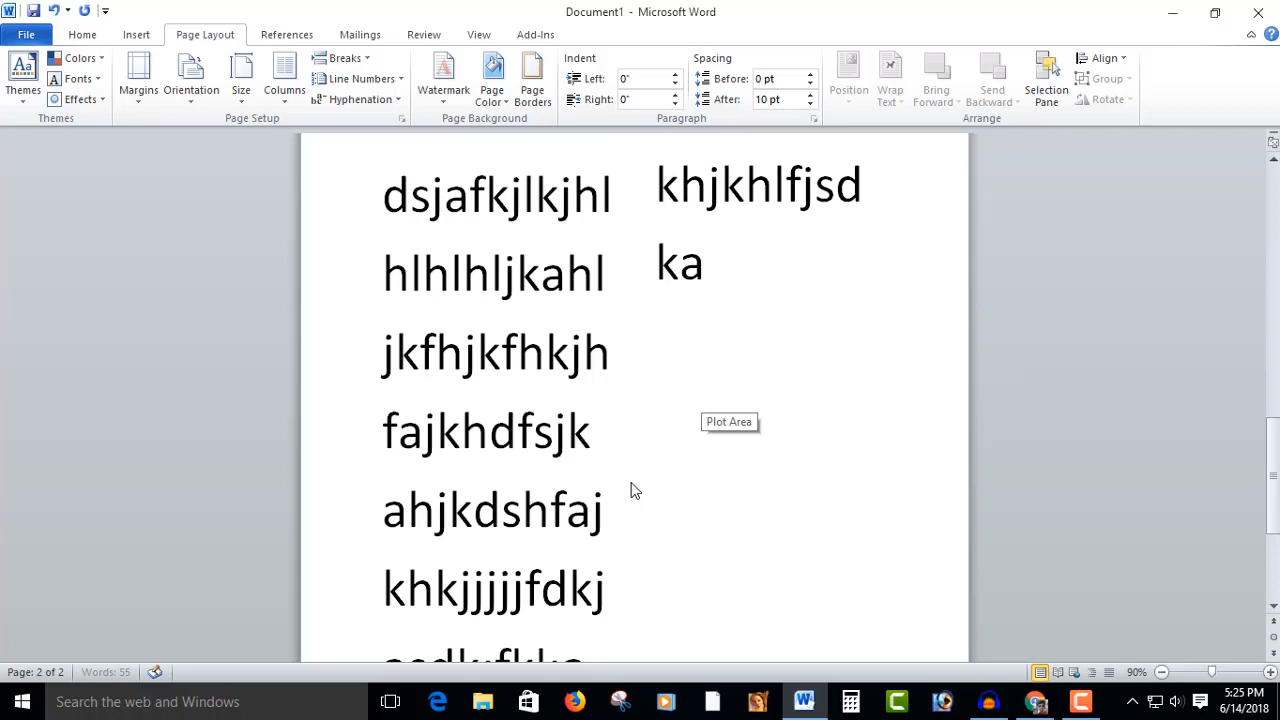 Document1 - Microsoft Word
File Home Insert Page Layout References Mailings Review View Add-Ins
Themes
Colors
Fonts
Effects
Themes
Margins
Orientation
Size
Columns
Breaks
Line Numbers
Hyphenation
Page Setup
Watermark
Page Color
Page Borders
Page Background
Indent
Left: 0"
Right: 0"
Spacing
Before: 0 pt
After: 10 pt
Paragraph
Position
Wrap Text
Bring Forward
Send Backward
Selection Pane
Align
Group
Rotate
Arrange
dsjafkjlkjhl
hlhlhljkahl
jkfhjkfhkjh
fajkhdfsjk
ahjkdshfaj
khkjjjjjfdkj
khjkhlfjsd
ka
Plot Area
Page: 2 of 2 Words: 55 90%
Search the web and Windows
5:25 PM
6/14/2018